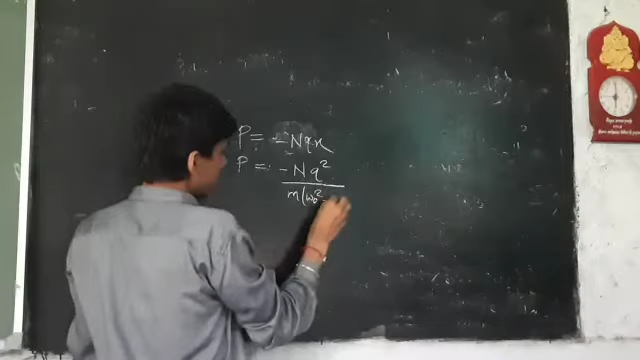 P = - Nqx
P = - Nq²
m(ω₀² -